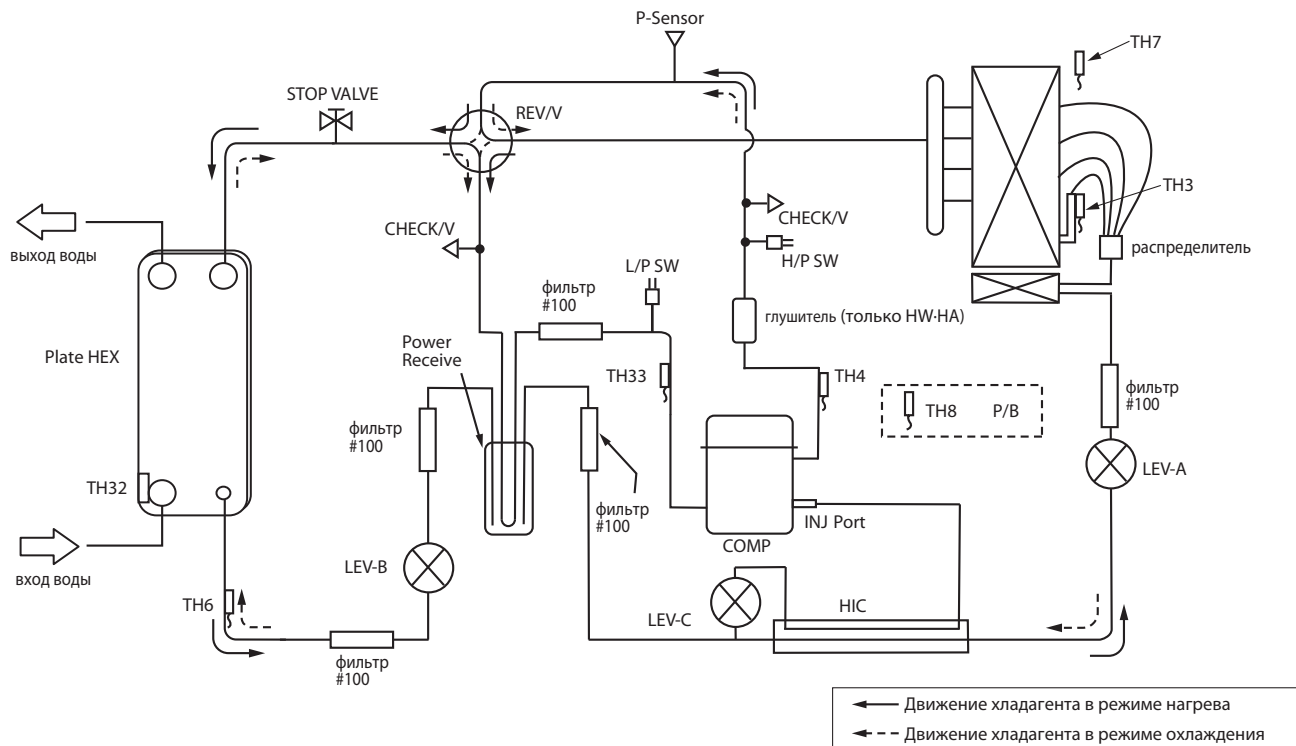 P-Sensor
TH7
STOP VALVE
REV/V
TH3
выход воды
CHECK/V
CHECK/V
распределитель
H/P SW
L/P SW
фильтр
#100
глушитель (только HW·HA)
Plate HEX
Power
Receive
TH33
TH4
фильтр
#100
TH8 P/B
фильтр
#100
LEV-A
TH32
фильтр
#100
INJ Port
COMP
вход воды
LEV-B
TH6
LEV-C
HIC
фильтр
#100
Движение хладагента в режиме нагрева
Движение хладагента в режиме охлаждения